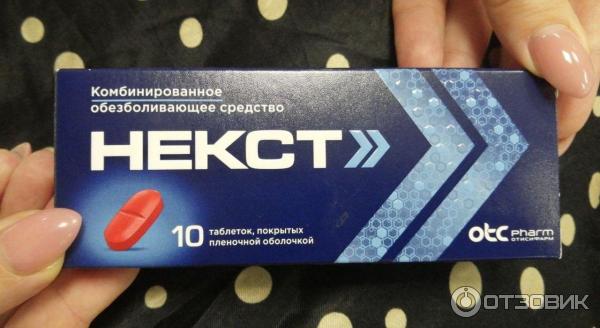 Комбинированное
обезболивающее средство
НЕКСТ
10 таблеток, покрытых
пленочной оболочкой
otc pharm
ОТИСИФАРМ
ОТЗОВИК